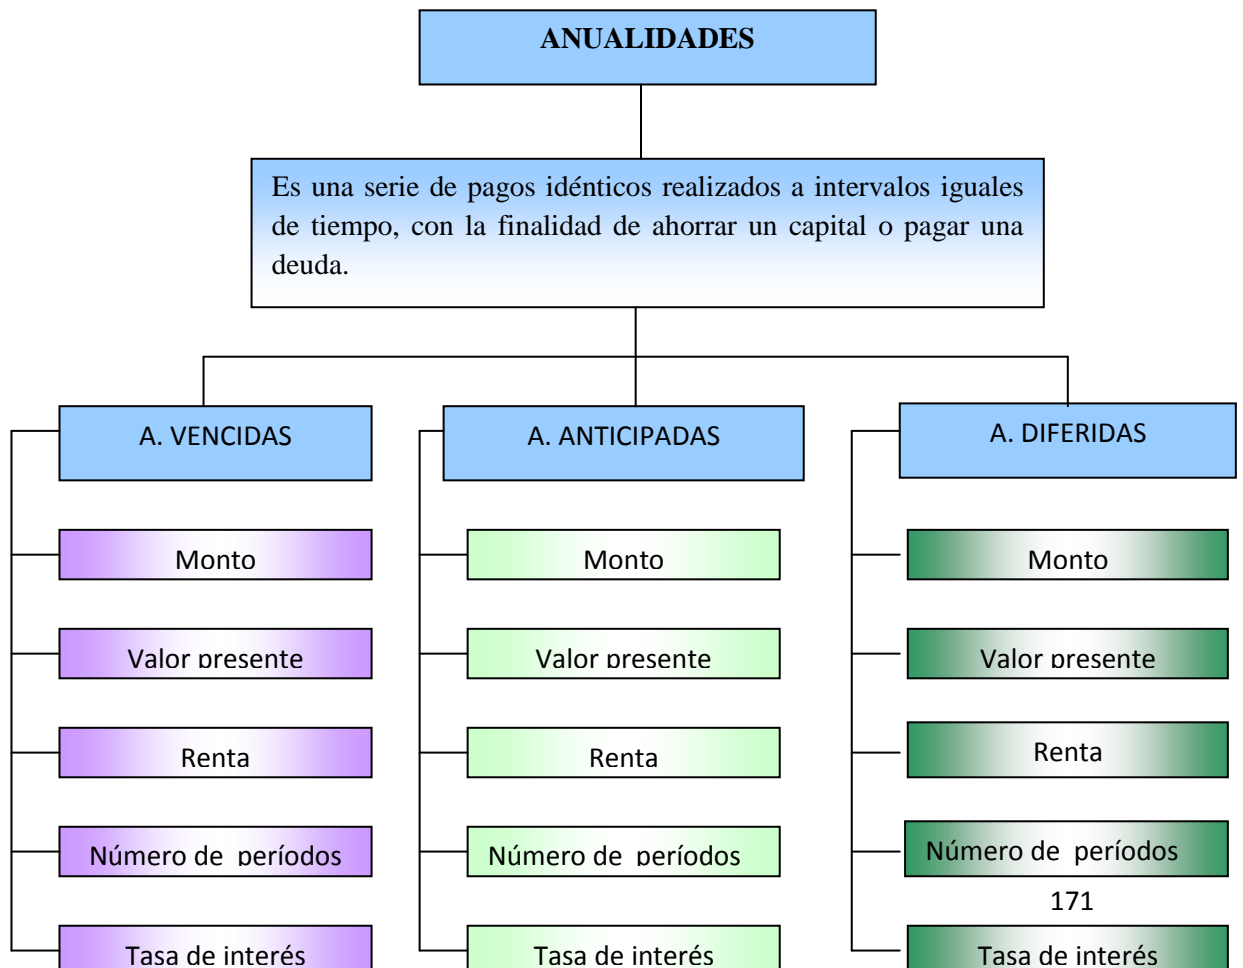 ANUALIDADES
Es una serie de pagos idénticos realizados a intervalos iguales
de tiempo, con la finalidad de ahorrar un capital o pagar una
deuda.
A. VENCIDAS
Monto
Valor presente
Renta
Número de períodos
Tasa de interés
A. ANTICIPADAS
Monto
Valor presente
Renta
Número de períodos
Tasa de interés
A. DIFERIDAS
Monto
Valor presente
Renta
Número de períodos
171
Tasa de interés